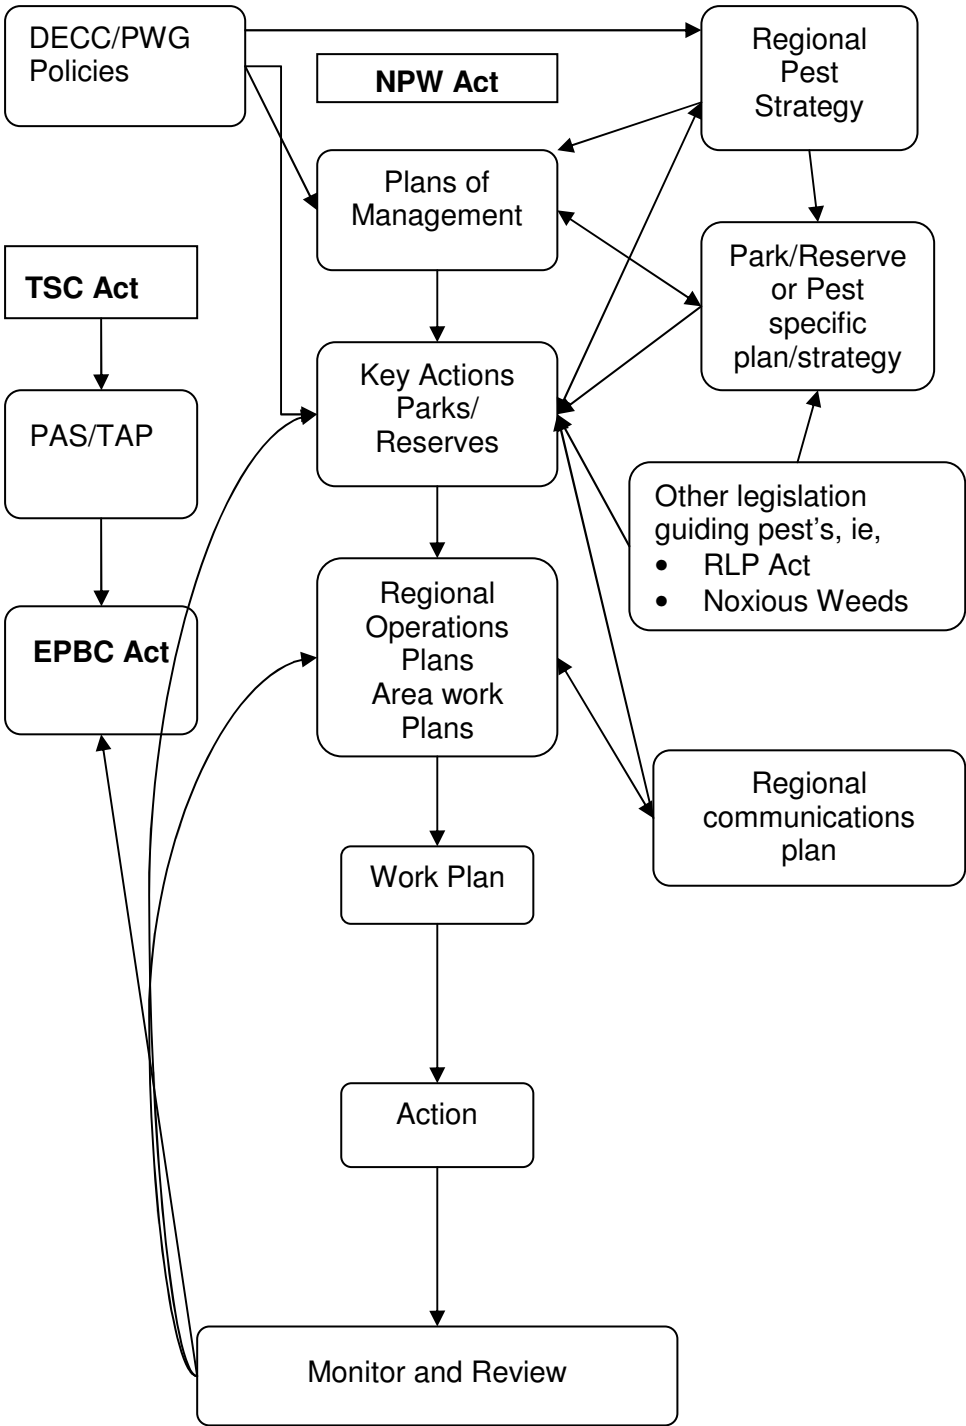 DECC/PWG
Policies
NPW Act
Regional
Pest
Strategy
Plans of
Management
TSC Act
Park/Reserve
or Pest
specific
plan/strategy
PAS/TAP
Key Actions
Parks/
Reserves
Other legislation
guiding pest's, ie,
• RLP Act
• Noxious Weeds
EPBC Act
Regional
Operations
Plans
Area work
Plans
Regional
communications
plan
Work Plan
Action
Monitor and Review